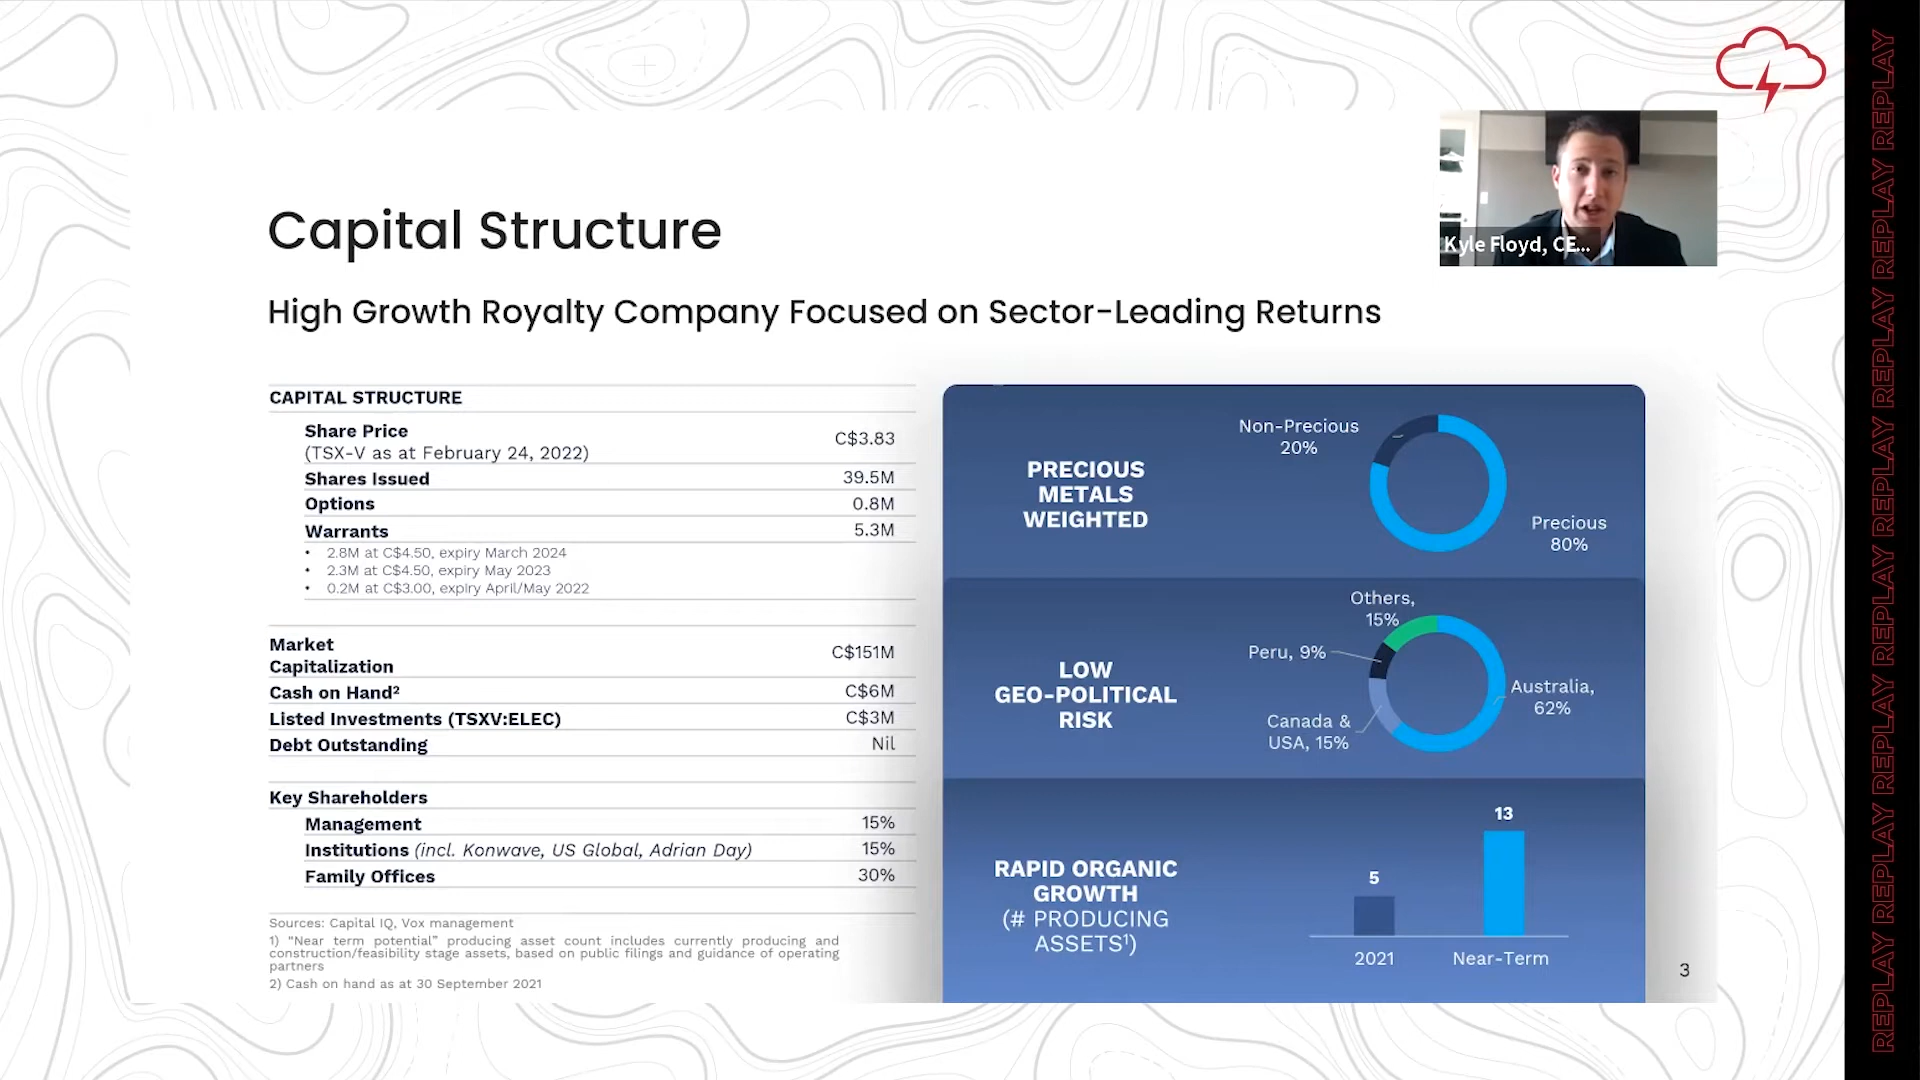 Capital Structure
Kyle Floyd, CE...
High Growth Royalty Company Focused on Sector-Leading Returns
CAPITAL STRUCTURE
Share Price
(TSX-V as at February 24, 2022)
C$3.83
Shares Issued 39.5M
Options 0.8M
Warrants 5.3M
• 2.8M at C$4.50, expiry March 2024
• 2.3M at C$4.50, expiry May 2023
• 0.2M at C$3.00, expiry April/May 2022
Market
Capitalization
C$151M
Cash on Hand² C$6M
Listed Investments (TSXV:ELEC) C$3M
Debt Outstanding Nil
Key Shareholders
Management 15%
Institutions (incl. Konwave, US Global, Adrian Day) 15%
Family Offices 30%
Sources: Capital IQ, Vox management
1) “Near term potential” producing asset count includes currently producing and
construction/feasibility stage assets, based on public filings and guidance of operating
partners
2) Cash on hand as at 30 September 2021
PRECIOUS
METALS
WEIGHTED
Non-Precious
20%
Precious
80%
LOW
GEO-POLITICAL
RISK
Others,
15%
Peru, 9%
Australia,
62%
Canada &
USA, 15%
RAPID ORGANIC
GROWTH
(# PRODUCING
ASSETS¹)
5
13
2021
Near-Term
3
REPLAY REPLAY REPLAY REPLAY REPLAY REPLAY REPLAY REPLAY